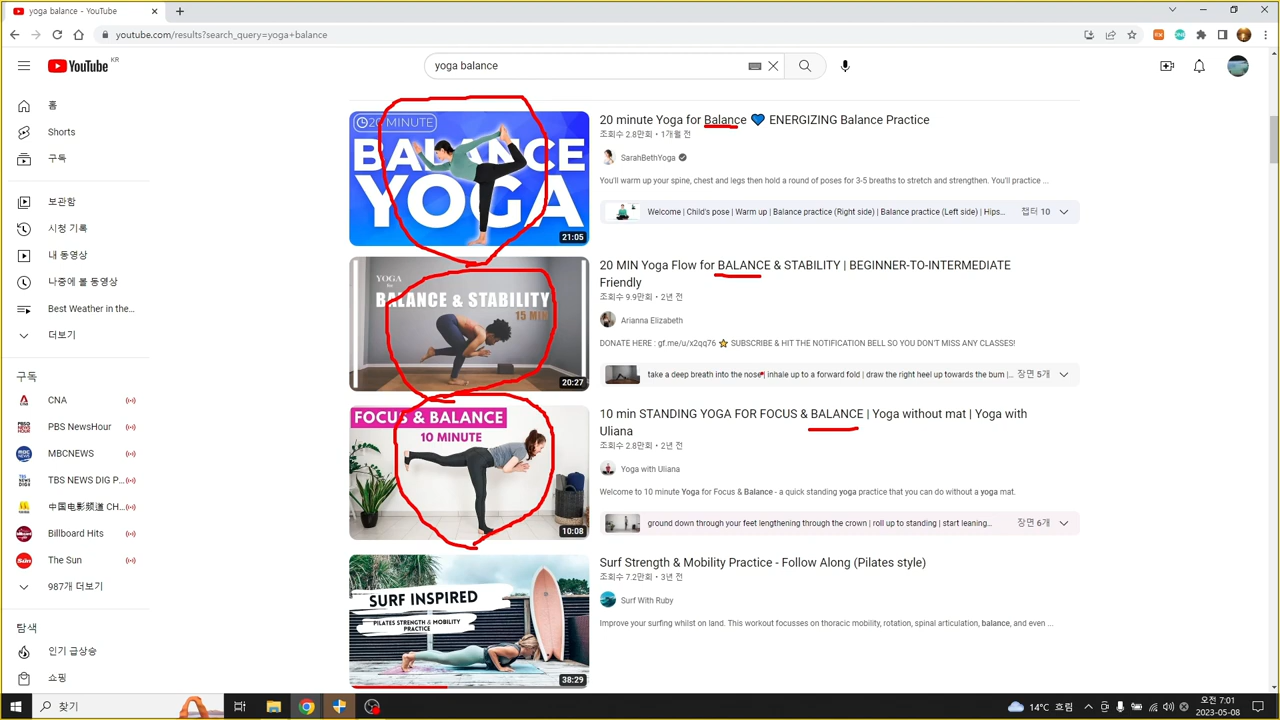 yoga balance - YouTube
youtube.com/results?search_query=yoga+balance
YouTube KR
yoga balance
홈
Shorts
구독
보관함
시청 기록
내 동영상
나중에 볼 동영상
Best Weather in the...
더보기
구독
CNA
PBS NewsHour
MBCNEWS
TBS NEWS DIG P...
中国电影频道 CH...
Billboard Hits
The Sun
987개 더보기
탐색
인기 급상승
쇼핑
20 MINUTE
BALANCE
YOGA
21:05
20 minute Yoga for Balance 💙 ENERGIZING Balance Practice
조회수 2.8만회 • 1개월 전
SarahBethYoga
You'll warm up your spine, chest and legs then hold a round of poses for 3-5 breaths to stretch and strengthen. You'll practice ...
Welcome | Child's pose | Warm up | Balance practice (Right side) | Balance practice (Left side) | Hips...
챕터 10
YOGA
BALANCE & STABILITY
15 MIN
20:27
20 MIN Yoga Flow for BALANCE & STABILITY | BEGINNER-TO-INTERMEDIATE
Friendly
조회수 9.9만회 • 2년 전
Arianna Elizabeth
DONATE HERE : gf.me/u/x2qq76 ⭐ SUBSCRIBE & HIT THE NOTIFICATION BELL SO YOU DON'T MISS ANY CLASSES!
take a deep breath into the nose | inhale up to a forward fold | draw the right heel up towards the bum |...
장면 5개
FOCUS & BALANCE
10 MINUTE
10:08
10 min STANDING YOGA FOR FOCUS & BALANCE | Yoga without mat | Yoga with
Uliana
조회수 2.8만회 • 2년 전
Yoga with Uliana
Welcome to 10 minute Yoga for Focus & Balance - a quick standing yoga practice that you can do without a yoga mat.
ground down through your feet lengthening through the crown | roll up to standing | start leaning...
장면 6개
SURF INSPIRED
PILATES STRENGTH & MOBILITY
PRACTICE
38:29
Surf Strength & Mobility Practice - Follow Along (Pilates style)
조회수 7.2만회 • 3년 전
Surf With Ruby
Improve your surfing whilst on land. This workout focuses on thoracic mobility, rotation, spinal articulation, balance, and even ...
찾기
14°C 흐림
오전 7:01
2023-05-08